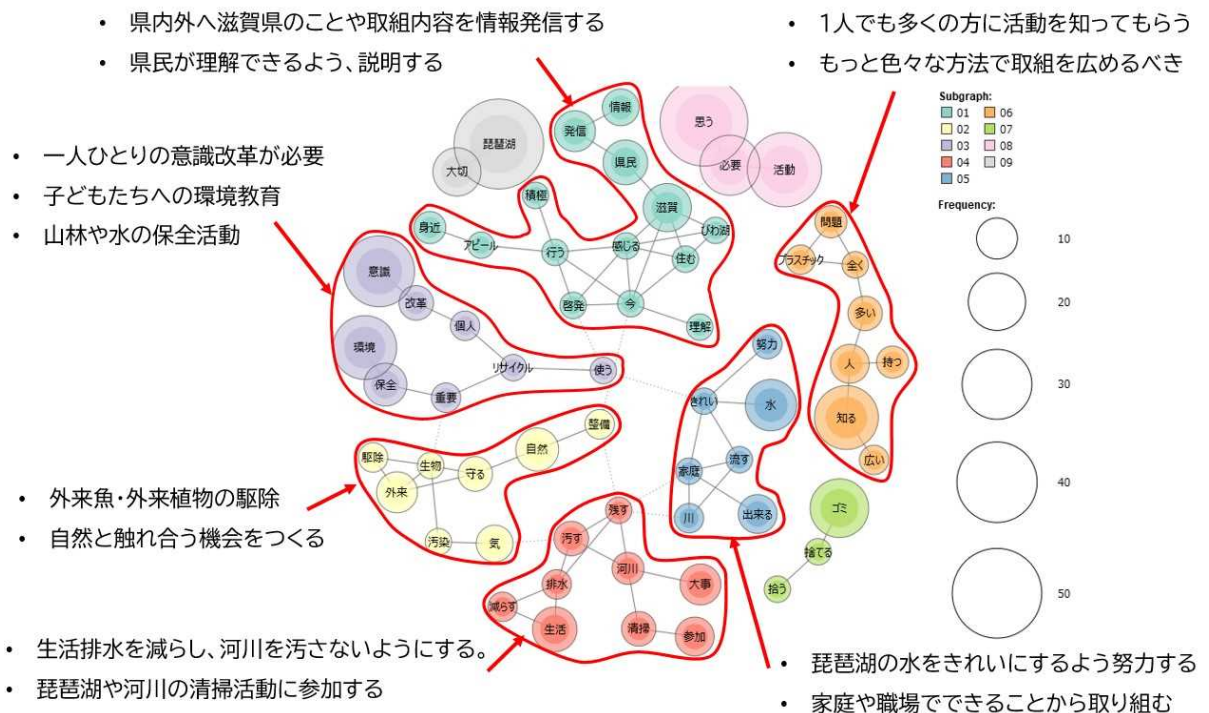 • 県内外へ滋賀県のことや取組内容を情報発信する
• 県民が理解できるよう、説明する
• 1人でも多くの方に活動を知ってもらう
• もっと色々な方法で取組を広めるべき
• 一人ひとりの意識改革が必要
• 子どもたちへの環境教育
• 山林や水の保全活動
琵琶湖
大切
情報
発信
県民
積極
滋賀
身近
アピール
行う
感じる
びわ湖
住む
啓発
今
理解
思う
必要
活動
Subgraph:
01
02
03
04
05
06
07
08
09
Frequency:
10
20
30
40
50
問題
プラスチック
全く
多い
人
持つ
知る
広い
意識
改革
個人
環境
保全
重要
リサイクル
使う
努力
きれい
水
家庭
流す
川
出来る
整備
自然
駆除
生物
守る
外来
汚染
気
残す
汚す
河川
排水
大事
減らす
生活
清掃
参加
ゴミ
捨てる
拾う
• 外来魚・外来植物の駆除
• 自然と触れ合う機会をつくる
• 生活排水を減らし、河川を汚さないようにする。
• 琵琶湖や河川の清掃活動に参加する
• 琵琶湖の水をきれいにするよう努力する
• 家庭や職場でできることから取り組む